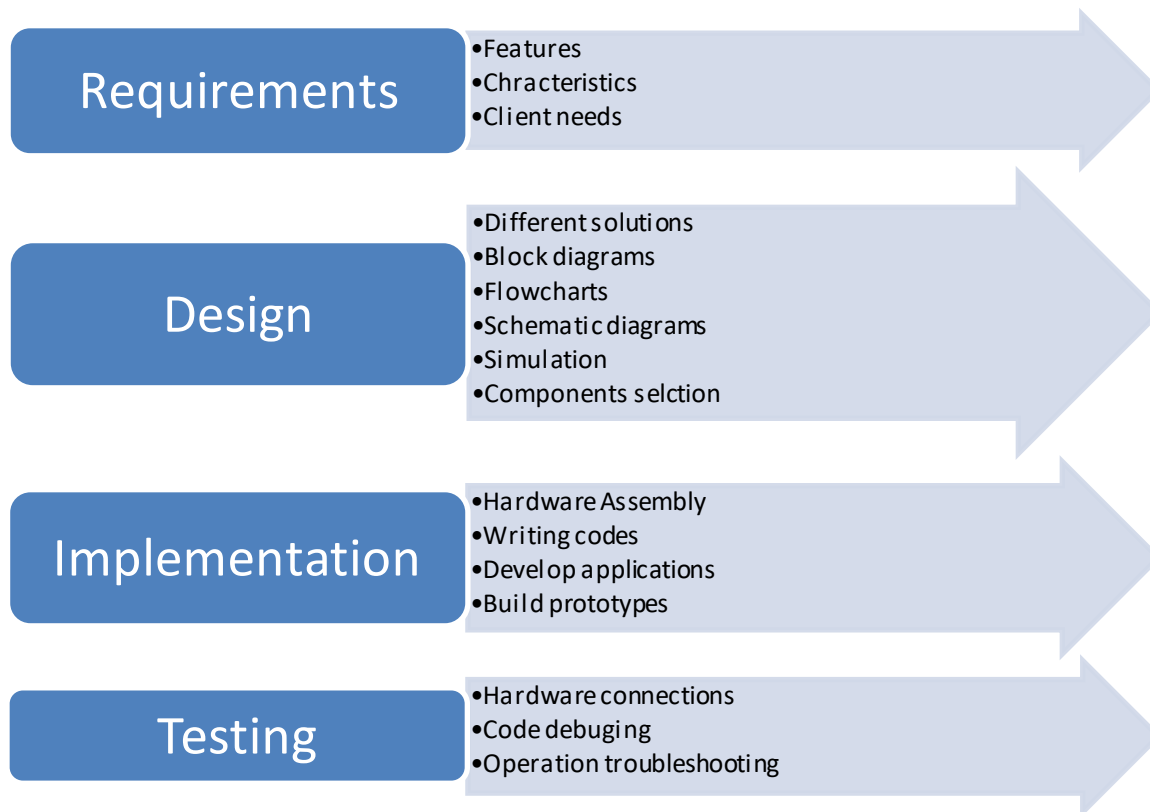 Requirements
•Features
•Chracteristics
•Client needs
Design
•Different solutions
•Block diagrams
•Flowcharts
•Schematic diagrams
•Simulation
•Components selction
Implementation
•Hardware Assembly
•Writing codes
•Develop applications
•Build prototypes
Testing
•Hardware connections
•Code debuging
•Operation troubleshooting